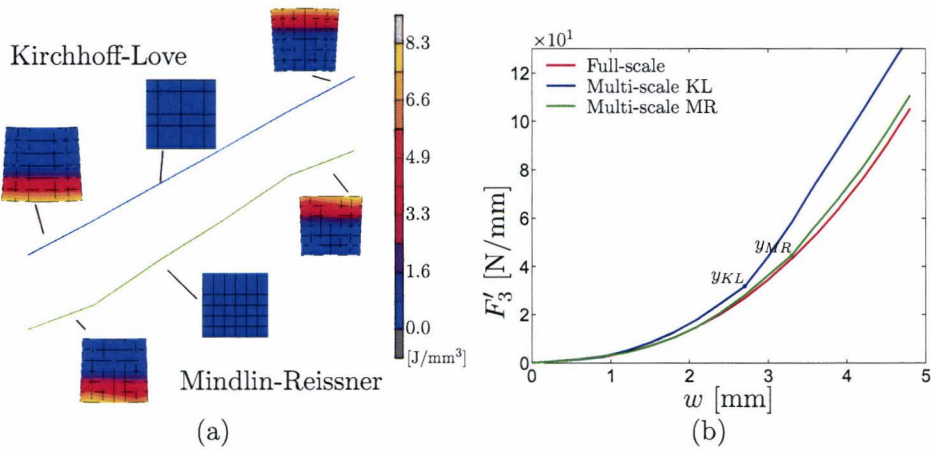 (a)
Kirchhoff-Love
Mindlin-Reissner
8.3
6.6
4.9
3.3
1.6
0.0
[J/mm³]
(b)
×10¹
Full-scale
Multi-scale KL
Multi-scale MR
12
10
8
6
4
2
0
F′₃ [N/mm]
y_KL
y_MR
0 1 2 3 4 5
w [mm]